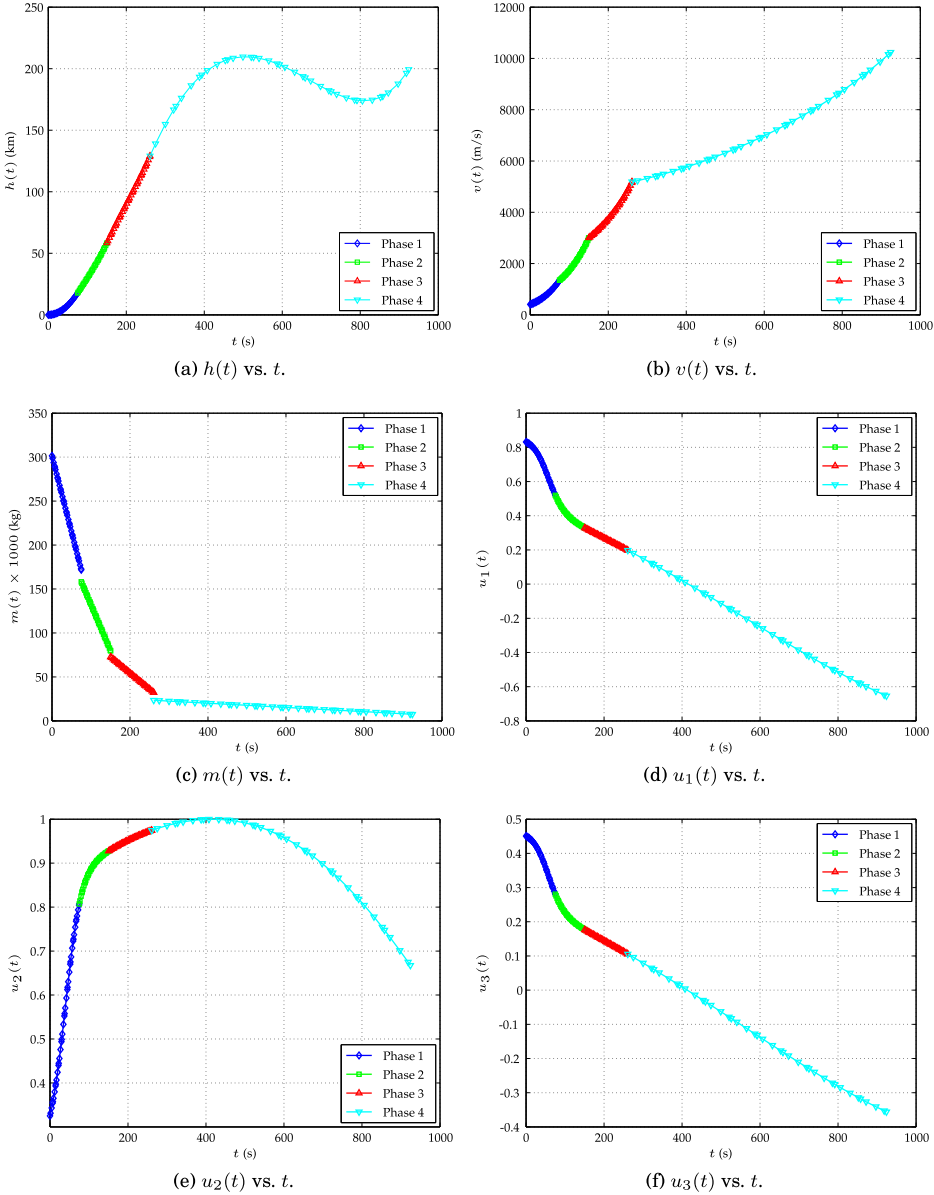 250
200
150
100
50
0
h(t) (km)
0 200 400 600 800 1000
t (s)
Phase 1
Phase 2
Phase 3
Phase 4
(a) h(t) vs. t.
12000
10000
8000
6000
4000
2000
0
v(t) (m/s)
0 200 400 600 800 1000
t (s)
Phase 1
Phase 2
Phase 3
Phase 4
(b) v(t) vs. t.
350
300
250
200
150
100
50
0
m(t) × 1000 (kg)
0 200 400 600 800 1000
t (s)
Phase 1
Phase 2
Phase 3
Phase 4
(c) m(t) vs. t.
1
0.8
0.6
0.4
0.2
0
-0.2
-0.4
-0.6
-0.8
u1(t)
0 200 400 600 800 1000
t (s)
Phase 1
Phase 2
Phase 3
Phase 4
(d) u1(t) vs. t.
1
0.9
0.8
0.7
0.6
0.5
0.4
u2(t)
0 200 400 600 800 1000
t (s)
Phase 1
Phase 2
Phase 3
Phase 4
(e) u2(t) vs. t.
0.5
0.4
0.3
0.2
0.1
0
-0.1
-0.2
-0.3
-0.4
u3(t)
0 200 400 600 800 1000
t (s)
Phase 1
Phase 2
Phase 3
Phase 4
(f) u3(t) vs. t.